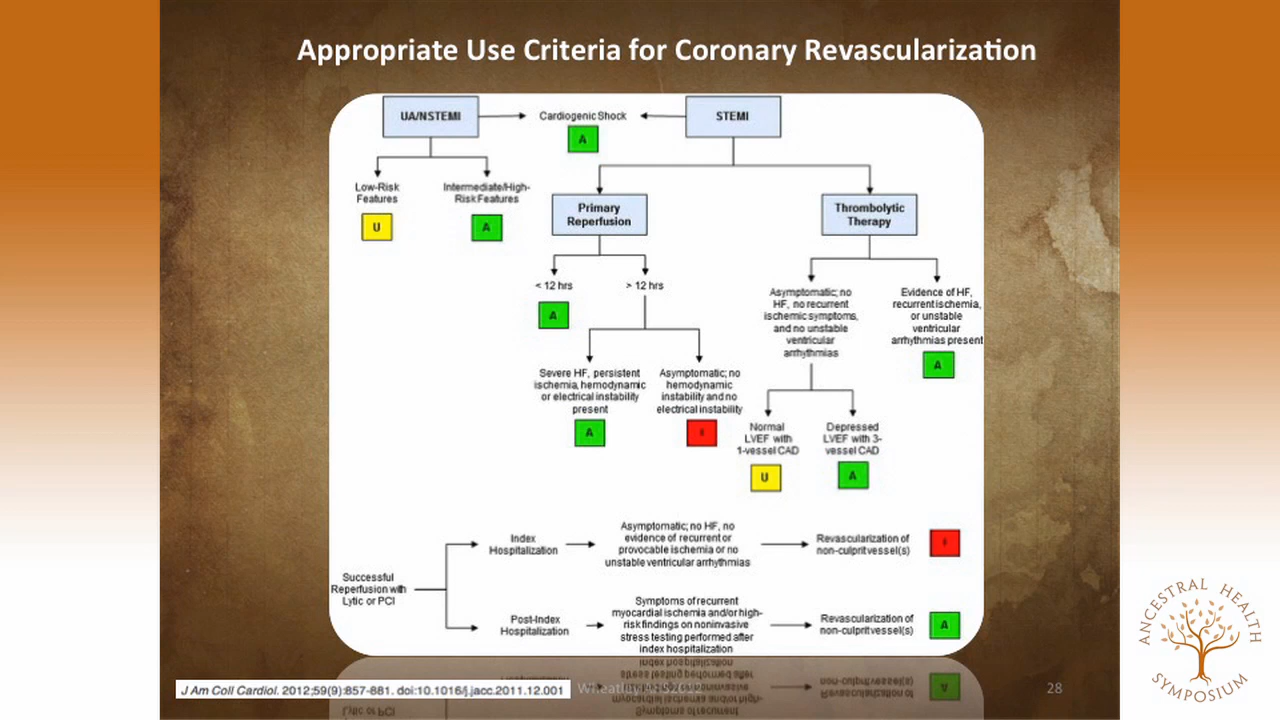 Appropriate Use Criteria for Coronary Revascularization
UA/NSTEMI
Cardiogenic Shock
A
STEMI
Low-Risk
Features
U
Intermediate/High-
Risk Features
A
Primary
Reperfusion
Thrombolytic
Therapy
< 12 hrs
A
> 12 hrs
Asymptomatic; no
HF, no recurrent
ischemic symptoms,
and no unstable
ventricular
arrhythmias
Evidence of HF,
recurrent ischemia,
or unstable
ventricular
arrhythmias present
A
Severe HF, persistent
ischemia, hemodynamic
or electrical instability
present
A
Asymptomatic; no
hemodynamic
instability and no
electrical instability
I
Normal
LVEF with
1-vessel CAD
U
Depressed
LVEF with 3-
vessel CAD
A
Successful
Reperfusion with
Lytic or PCI
Index
Hospitalization
Asymptomatic; no HF, no
evidence of recurrent or
provocable ischemia or no
unstable ventricular arrhythmias
Revascularization of
non-culprit vessel(s)
I
Post-Index
Hospitalization
Symptoms of recurrent
myocardial ischemia and/or high-
risk findings on noninvasive
stress testing performed after
index hospitalization
Revascularization of
non-culprit vessel(s)
A
J Am Coll Cardiol. 2012;59(9):857-881. doi:10.1016/j.jacc.2011.12.001
28
ANCESTRAL HEALTH
SYMPOSIUM